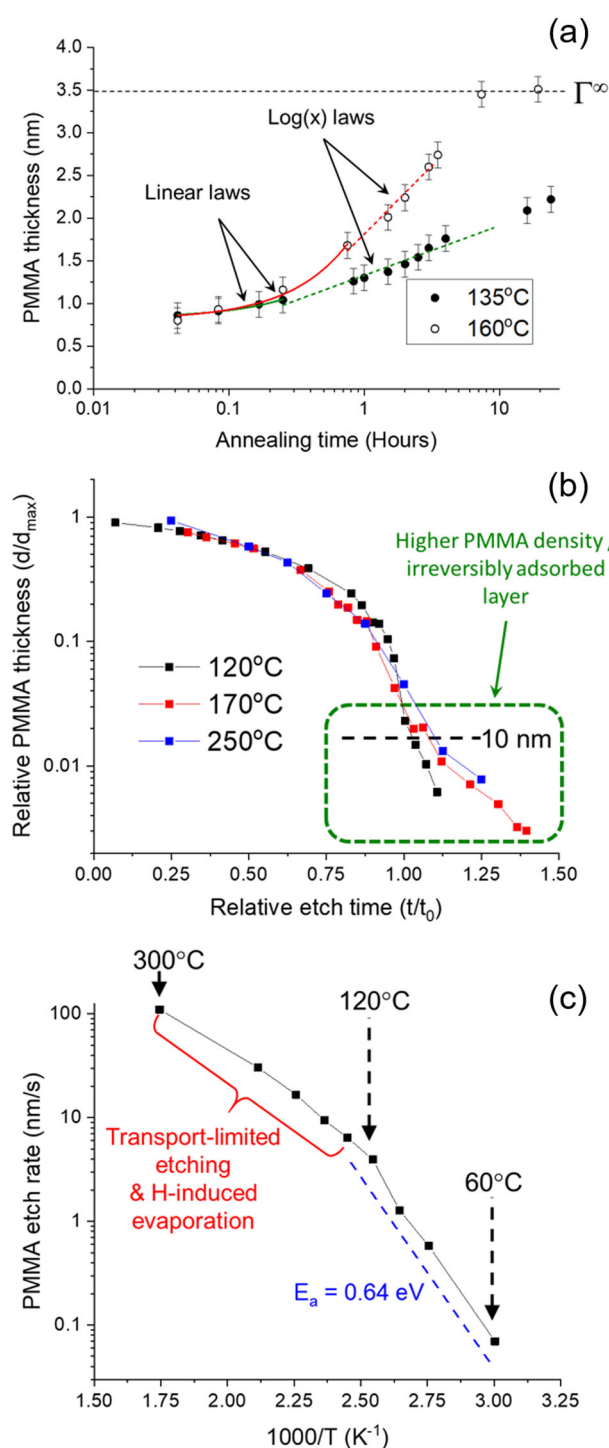 (a)
4.0
3.5
3.0
2.5
2.0
1.5
1.0
0.5
0.0
PMMA thickness (nm)
Γ∞
Log(x) laws
Linear laws
135°C
160°C
0.01 0.1 1 10
Annealing time (Hours)
(b)
1
0.1
0.01
Relative PMMA thickness (d/dmax)
Higher PMMA density /
irreversibly adsorbed
layer
120°C
170°C
250°C
10 nm
0.00 0.25 0.50 0.75 1.00 1.25 1.50
Relative etch time (t/t0)
(c)
300°C
120°C
60°C
100
10
1
0.1
PMMA etch rate (nm/s)
Transport-limited
etching
& H-induced
evaporation
Ea = 0.64 eV
1.50 1.75 2.00 2.25 2.50 2.75 3.00 3.25
1000/T (K-1)